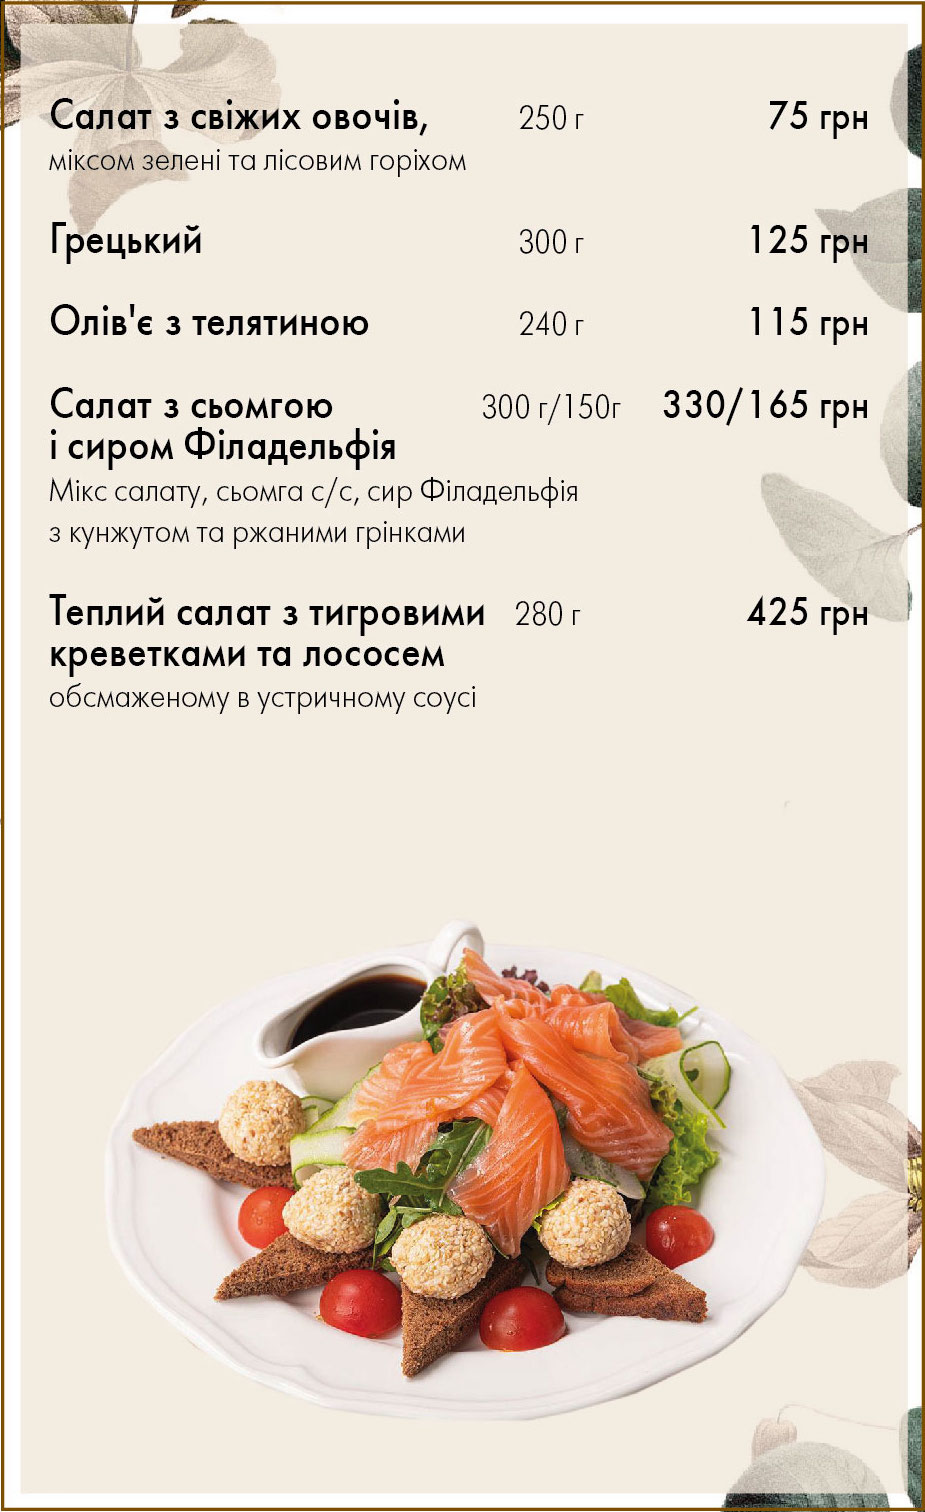 Салат з свіжих овочів, 250 г 75 грн
міксом зелені та лісовим горіхом
Грецький 300 г 125 грн
Олів'є з телятиною 240 г 115 грн
Салат з сьомгою 300 г/150г 330/165 грн
і сиром Філадельфія
Мікс салату, сьомга с/с, сир Філадельфія
з кунжутом та ржаними грінками
Теплий салат з тигровими 280 г 425 грн
креветками та лососем
обсмаженому в устричному соусі